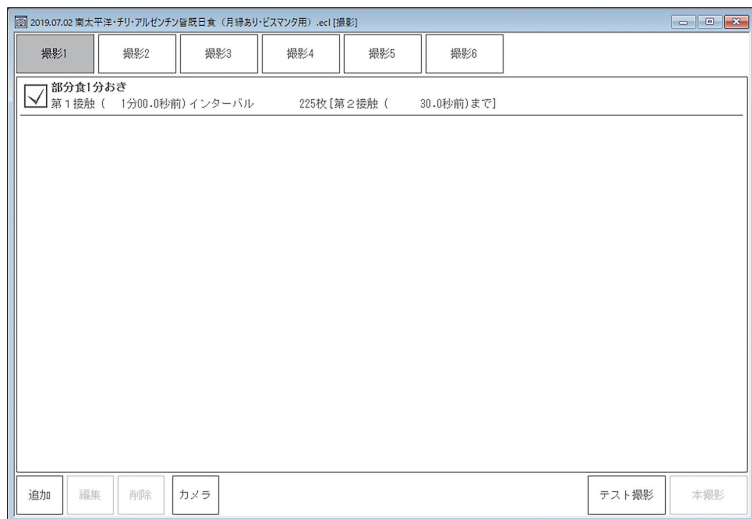 2019.07.02 南太平洋・チリ・アルゼンチン皆既日食（月縁あり・ビスマンタ用）.ecl [撮影]
撮影1 撮影2 撮影3 撮影4 撮影5 撮影6
部分食1分おき
第１接触（ 1分00.0秒前）インターバル 225枚［第２接触（ 30.0秒前）まで］
追加 編集 削除 カメラ テスト撮影 本撮影